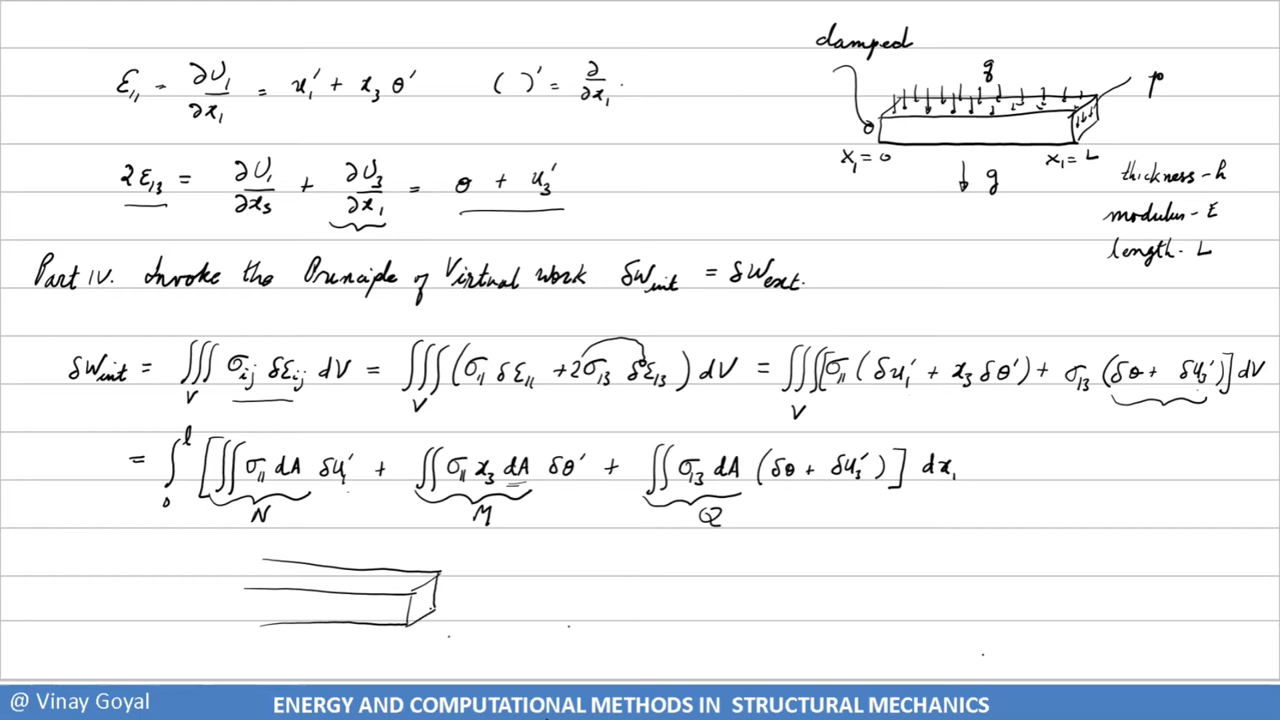 clamped
ε₁₁ = ∂U₁/∂x₁ = u₁′ + x₃ θ′ ( )′ = ∂/∂x₁
q
p
x₁ = 0 x₁ = L
g
2ε₁₃ = ∂U₁/∂x₃ + ∂U₃/∂x₁ = θ + u₃′
thickness - h
modulus - E
length - L
Part IV. Invoke the Principle of Virtual work δW_int = δW_ext.
δW_int = ∭_V σ_ij δε_ij dV = ∭_V (σ₁₁ δε₁₁ + 2σ₁₃ δε₁₃) dV = ∭_V [σ₁₁ (δu₁′ + x₃ δθ′) + σ₁₃ (δθ + δu₃′)] dV
= ∫₀^l [∬ σ₁₁ dA δu₁′ + ∬ σ₁₁ x₃ dA δθ′ + ∬ σ₁₃ dA (δθ + δu₃′)] dx₁
N M Q
@ Vinay Goyal ENERGY AND COMPUTATIONAL METHODS IN STRUCTURAL MECHANICS